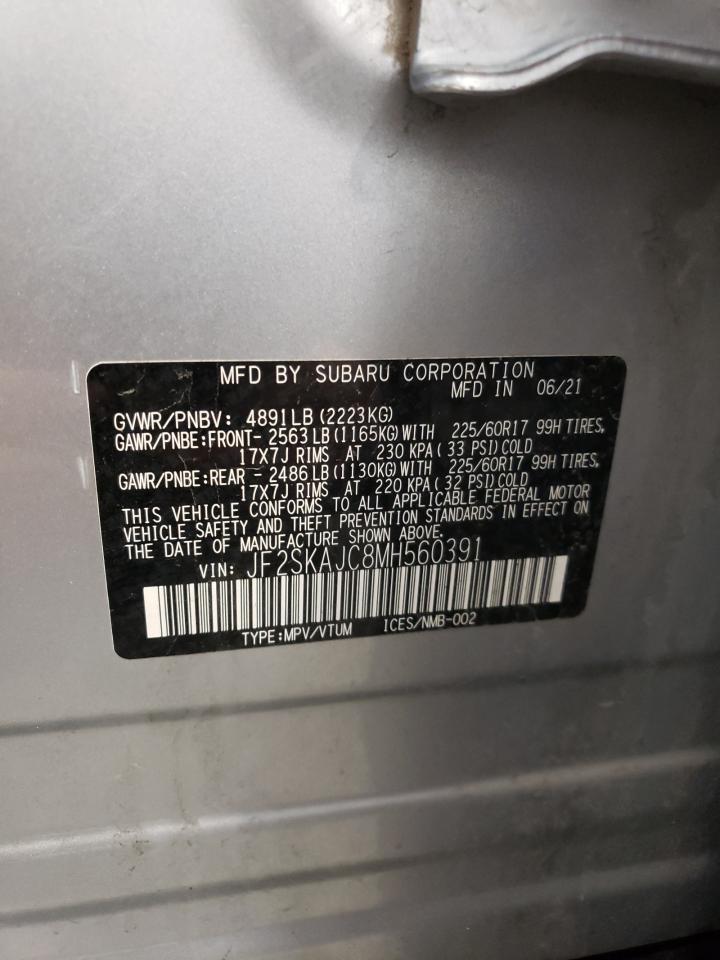 MFD BY SUBARU CORPORATION
MFD IN 06/21
GVWR/PNBV: 4891LB(2223KG)
GAWR/PNBE:FRONT- 2563LB(1165KG)WITH 225/60R17 99H TIRES,
17X7J RIMS AT 230 KPA( 33 PSI)COLD
GAWR/PNBE:REAR - 2486LB(1130KG)WITH 225/60R17 99H TIRES,
17X7J RIMS AT 220 KPA( 32 PSI)COLD
THIS VEHICLE CONFORMS TO ALL APPLICABLE FEDERAL MOTOR
VEHICLE SAFETY AND THEFT PREVENTION STANDARDS IN EFFECT ON
THE DATE OF MANUFACTURE SHOWN ABOVE.
VIN: JF2SKAJC8MH560391
TYPE:MPV/VTUM ICES/NMB-002